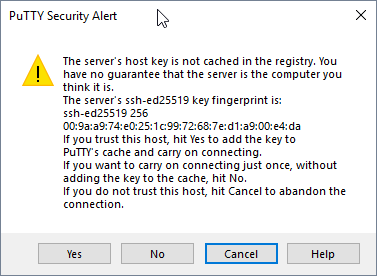 PuTTY Security Alert
The server's host key is not cached in the registry. You
have no guarantee that the server is the computer you
think it is.
The server's ssh-ed25519 key fingerprint is:
ssh-ed25519 256
00:9a:a9:74:e0:25:1c:99:72:68:7e:d1:a9:00:e4:da
If you trust this host, hit Yes to add the key to
PuTTY's cache and carry on connecting.
If you want to carry on connecting just once, without
adding the key to the cache, hit No.
If you do not trust this host, hit Cancel to abandon the
connection.
Yes
No
Cancel
Help